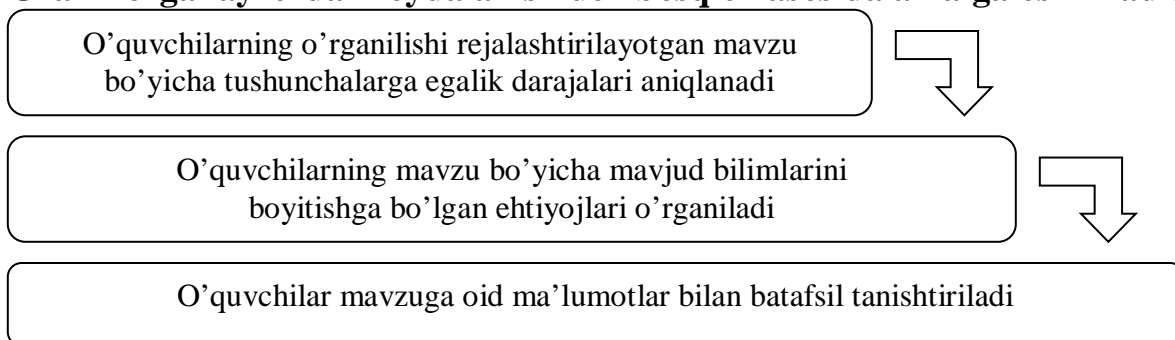 O’quvchilarning o’rganilishi rejalashtirilayotgan mavzu
bo’yicha tushunchalarga egalik darajalari aniqlanadi
O’quvchilarning mavzu bo’yicha mavjud bilimlarini
boyitishga bo’lgan ehtiyojlari o’rganiladi
O’quvchilar mavzuga oid ma’lumotlar bilan batafsil tanishtiriladi